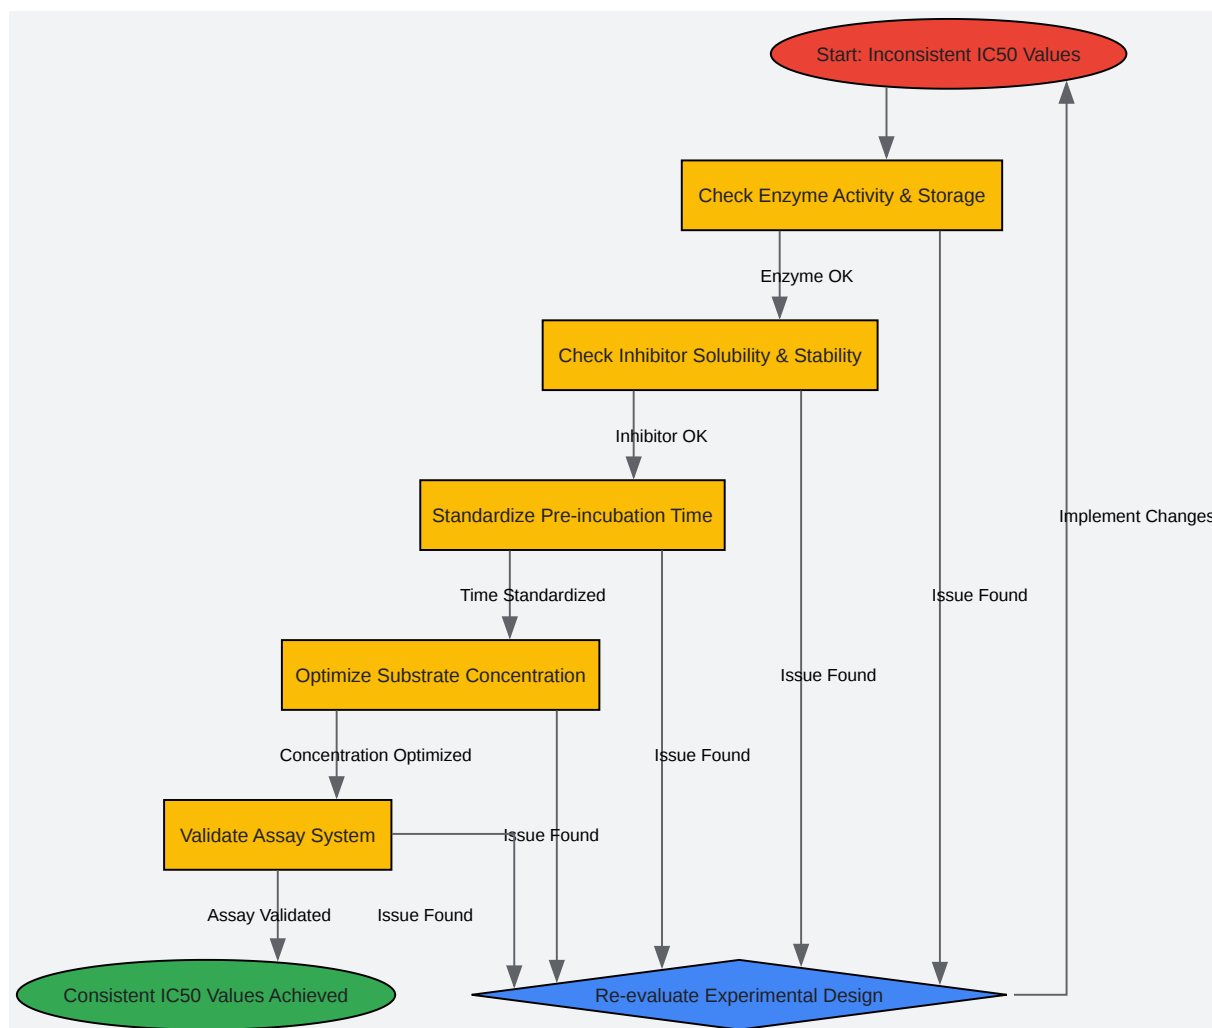 Start: Inconsistent IC50 Values
Check Enzyme Activity & Storage
Enzyme OK
Check Inhibitor Solubility & Stability
Inhibitor OK
Standardize Pre-incubation Time
Implement Changes
Time Standardized
Issue Found
Optimize Substrate Concentration
Issue Found
Concentration Optimized
Issue Found
Validate Assay System
Issue Found
Assay Validated
Issue Found
Consistent IC50 Values Achieved
Re-evaluate Experimental Design